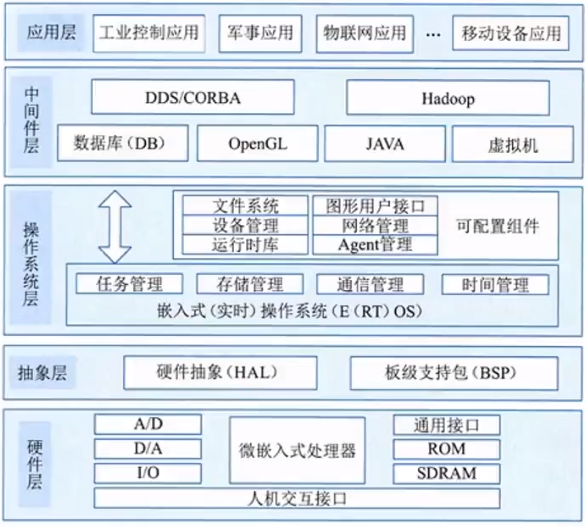 应用层 工业控制应用 军事应用 物联网应用 … 移动设备应用
中间件层
DDS/CORBA Hadoop
数据库(DB) OpenGL JAVA 虚拟机
操作系统层
文件系统 图形用户接口
设备管理 网络管理 可配置组件
运行时库 Agent管理
任务管理 存储管理 通信管理 时间管理
嵌入式(实时)操作系统(E(RT)OS)
抽象层 硬件抽象(HAL) 板级支持包(BSP)
硬件层
A/D 通用接口
D/A 微嵌入式处理器 ROM
I/O SDRAM
人机交互接口